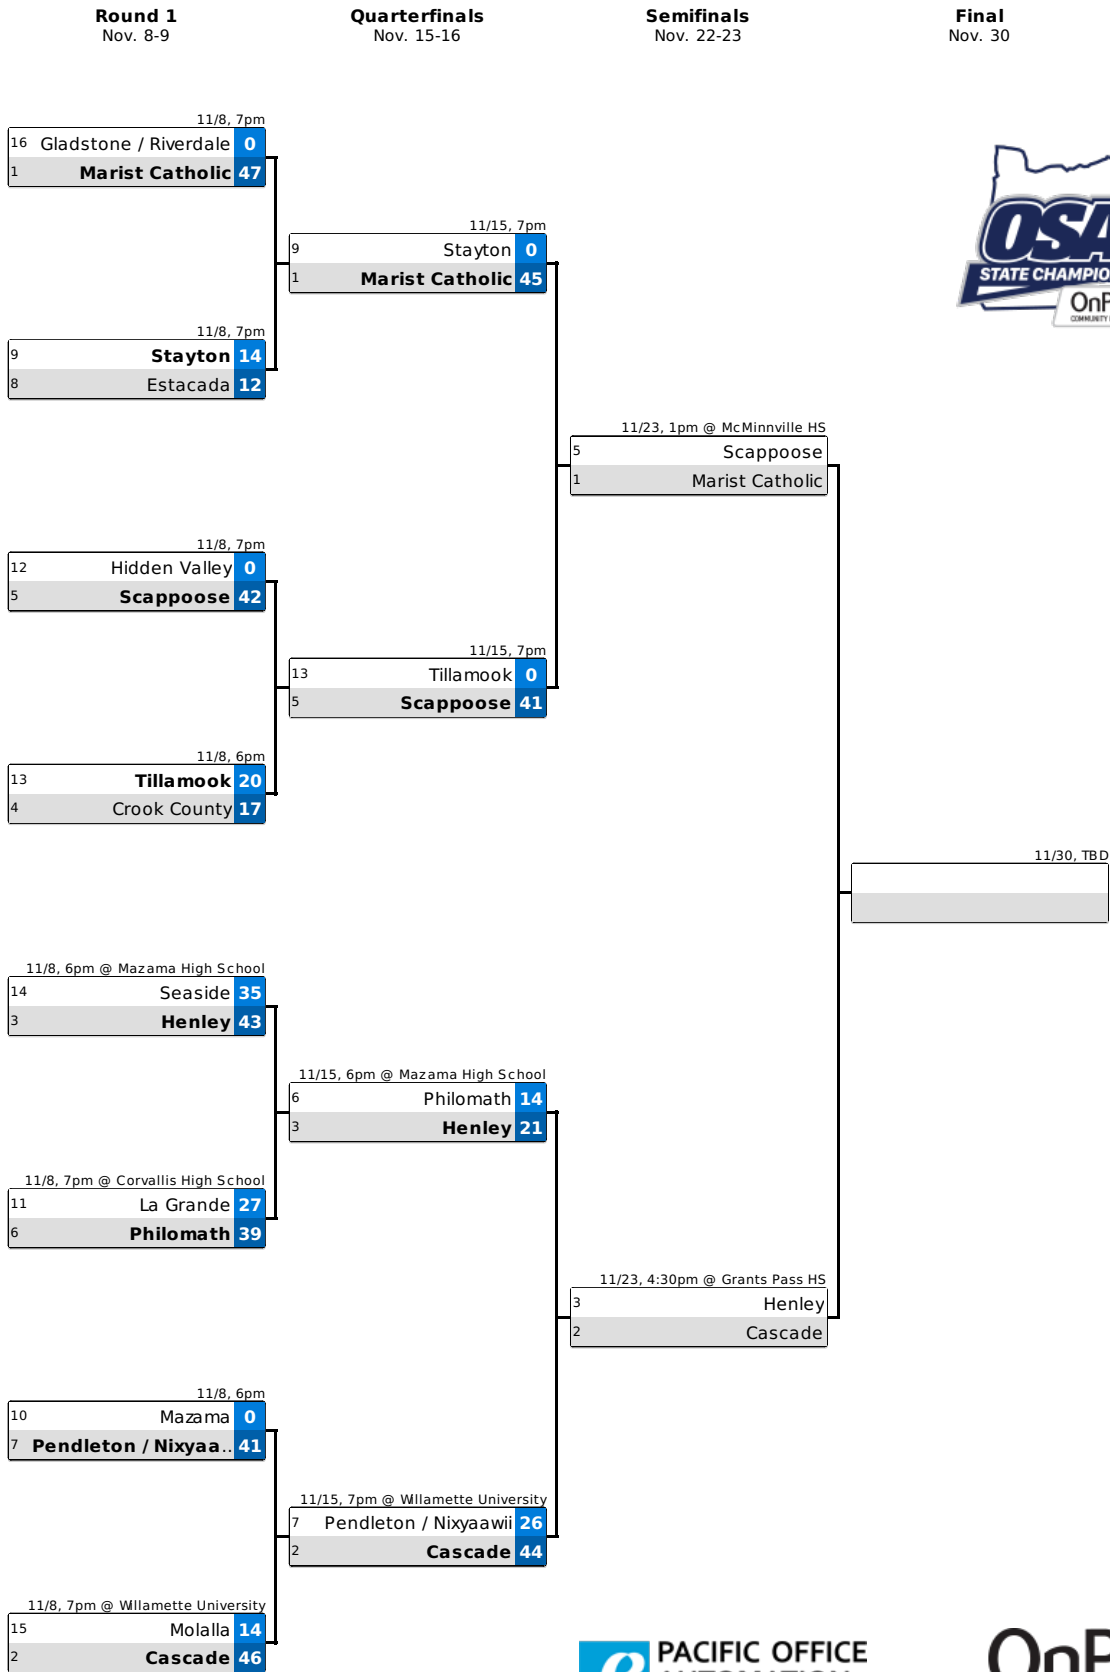 Round 1
Nov. 8-9
Quarterfinals
Nov. 15-16
Semifinals
Nov. 22-23
Final
Nov. 30
11/8, 7pm
16 Gladstone / Riverdale 0
1 Marist Catholic 47
11/15, 7pm
9 Stayton 0
1 Marist Catholic 45
11/8, 7pm
9 Stayton 14
8 Estacada 12
11/23, 1pm @ McMinnville HS
5 Scappoose
1 Marist Catholic
11/8, 7pm
12 Hidden Valley 0
5 Scappoose 42
11/15, 7pm
13 Tillamook 0
5 Scappoose 41
11/8, 6pm
13 Tillamook 20
4 Crook County 17
11/30, TBD
11/8, 6pm @ Mazama High School
14 Seaside 35
3 Henley 43
11/15, 6pm @ Mazama High School
6 Philomath 14
3 Henley 21
11/8, 7pm @ Corvallis High School
11 La Grande 27
6 Philomath 39
11/23, 4:30pm @ Grants Pass HS
3 Henley
2 Cascade
11/8, 6pm
10 Mazama 0
7 Pendleton / Nixyaa.. 41
11/15, 7pm @ Willamette University
7 Pendleton / Nixyaawii 26
2 Cascade 44
11/8, 7pm @ Willamette University
15 Molalla 14
2 Cascade 46
OSA
STATE CHAMPIO
OnP
COMMUNITY
PACIFIC OFFICE
AUTOMATION
OnP